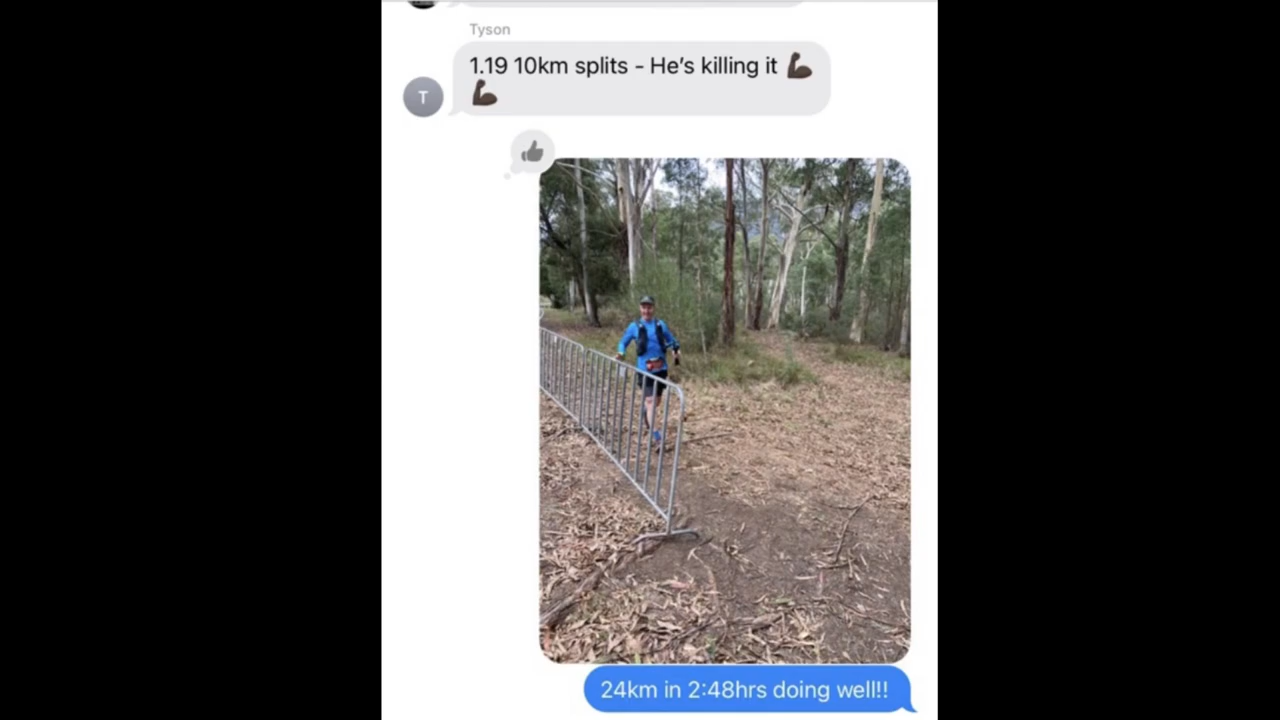 Tyson
1.19 10km splits - He's killing it 💪🏿
💪🏿
T
24km in 2:48hrs doing well!!